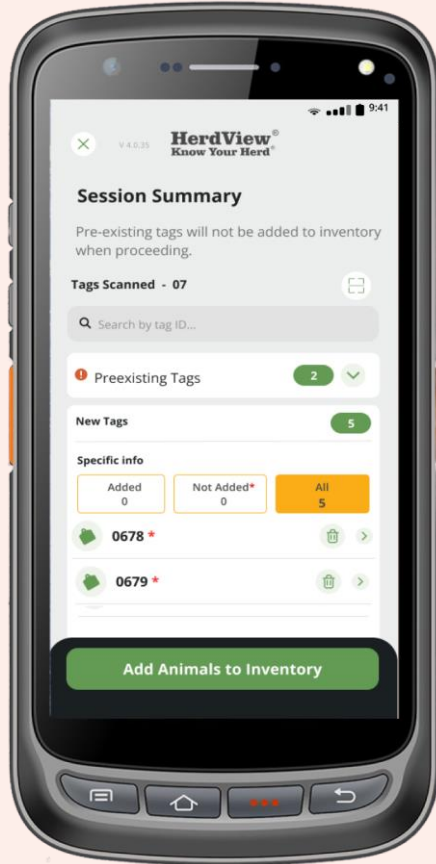 9:41
V 4.0.35
HerdView®
Know Your Herd®
Session Summary
Pre-existing tags will not be added to inventory
when proceeding.
Tags Scanned - 07
Search by tag ID...
Preexisting Tags 2
New Tags 5
Specific info
Added Not Added* All
0 0 5
0678 *
0679 *
Add Animals to Inventory